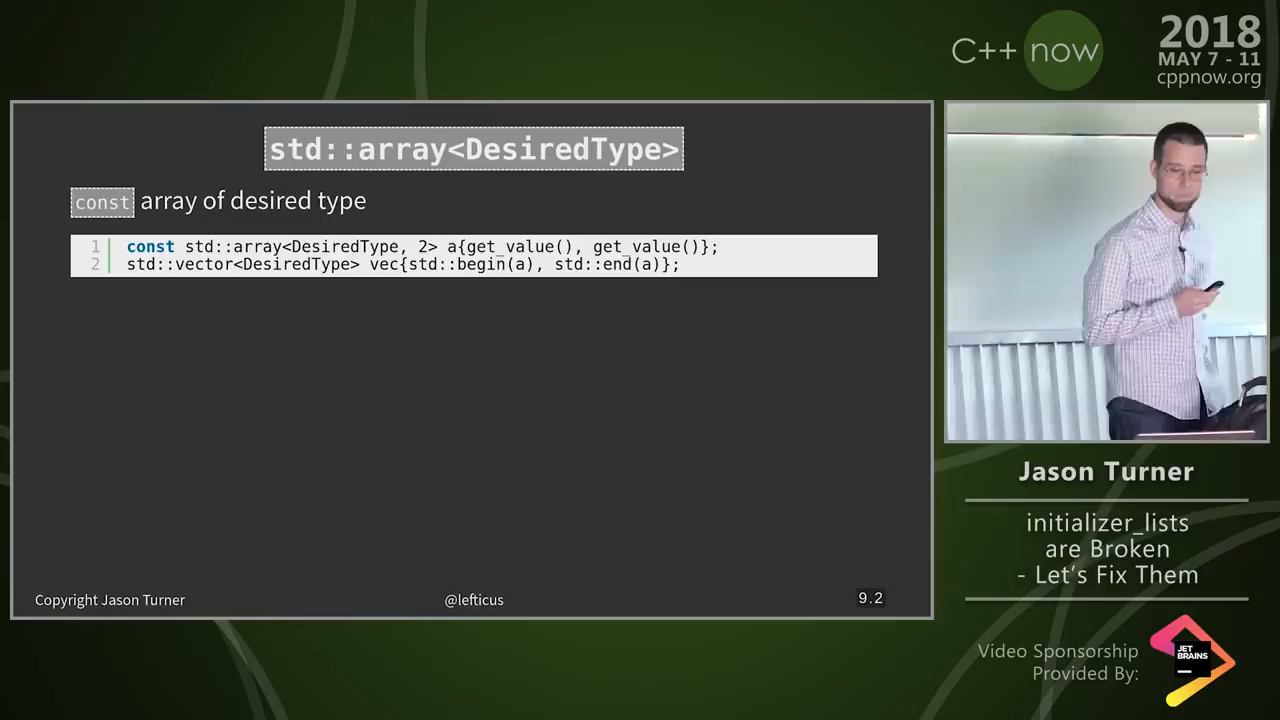 C++ now
2018
MAY 7 - 11
cppnow.org
std::array<DesiredType>
const array of desired type
1 const std::array<DesiredType, 2> a{get_value(), get_value()};
2 std::vector<DesiredType> vec{std::begin(a), std::end(a)};
Copyright Jason Turner
@lefticus
9.2
Jason Turner
initializer_lists
are Broken
- Let's Fix Them
Video Sponsorship
Provided By:
JET
BRAINS